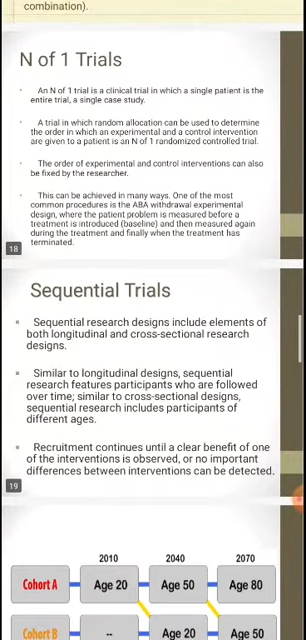 combination).
N of 1 Trials
An N of 1 trial is a clinical trial in which a single patient is the
entire trial, a single case study.
A trial in which random allocation can be used to determine
the order in which an experimental and a control intervention
are given to a patient is an N of 1 randomized controlled trial.
The order of experimental and control interventions can also
be fixed by the researcher.
This can be achieved in many ways. One of the most
common procedures is the ABA withdrawal experimental
design, where the patient problem is measured before a
treatment is introduced (baseline) and then measured again
during the treatment and finally when the treatment has
terminated.
18
Sequential Trials
Sequential research designs include elements of
both longitudinal and cross-sectional research
designs.
Similar to longitudinal designs, sequential
research features participants who are followed
over time; similar to cross-sectional designs,
sequential research includes participants of
different ages.
Recruitment continues until a clear benefit of one
of the interventions is observed, or no important
differences between interventions can be detected.
19
2010 2040 2070
Cohort A Age 20 Age 50 Age 80
Cohort B -- Age 20 Age 50